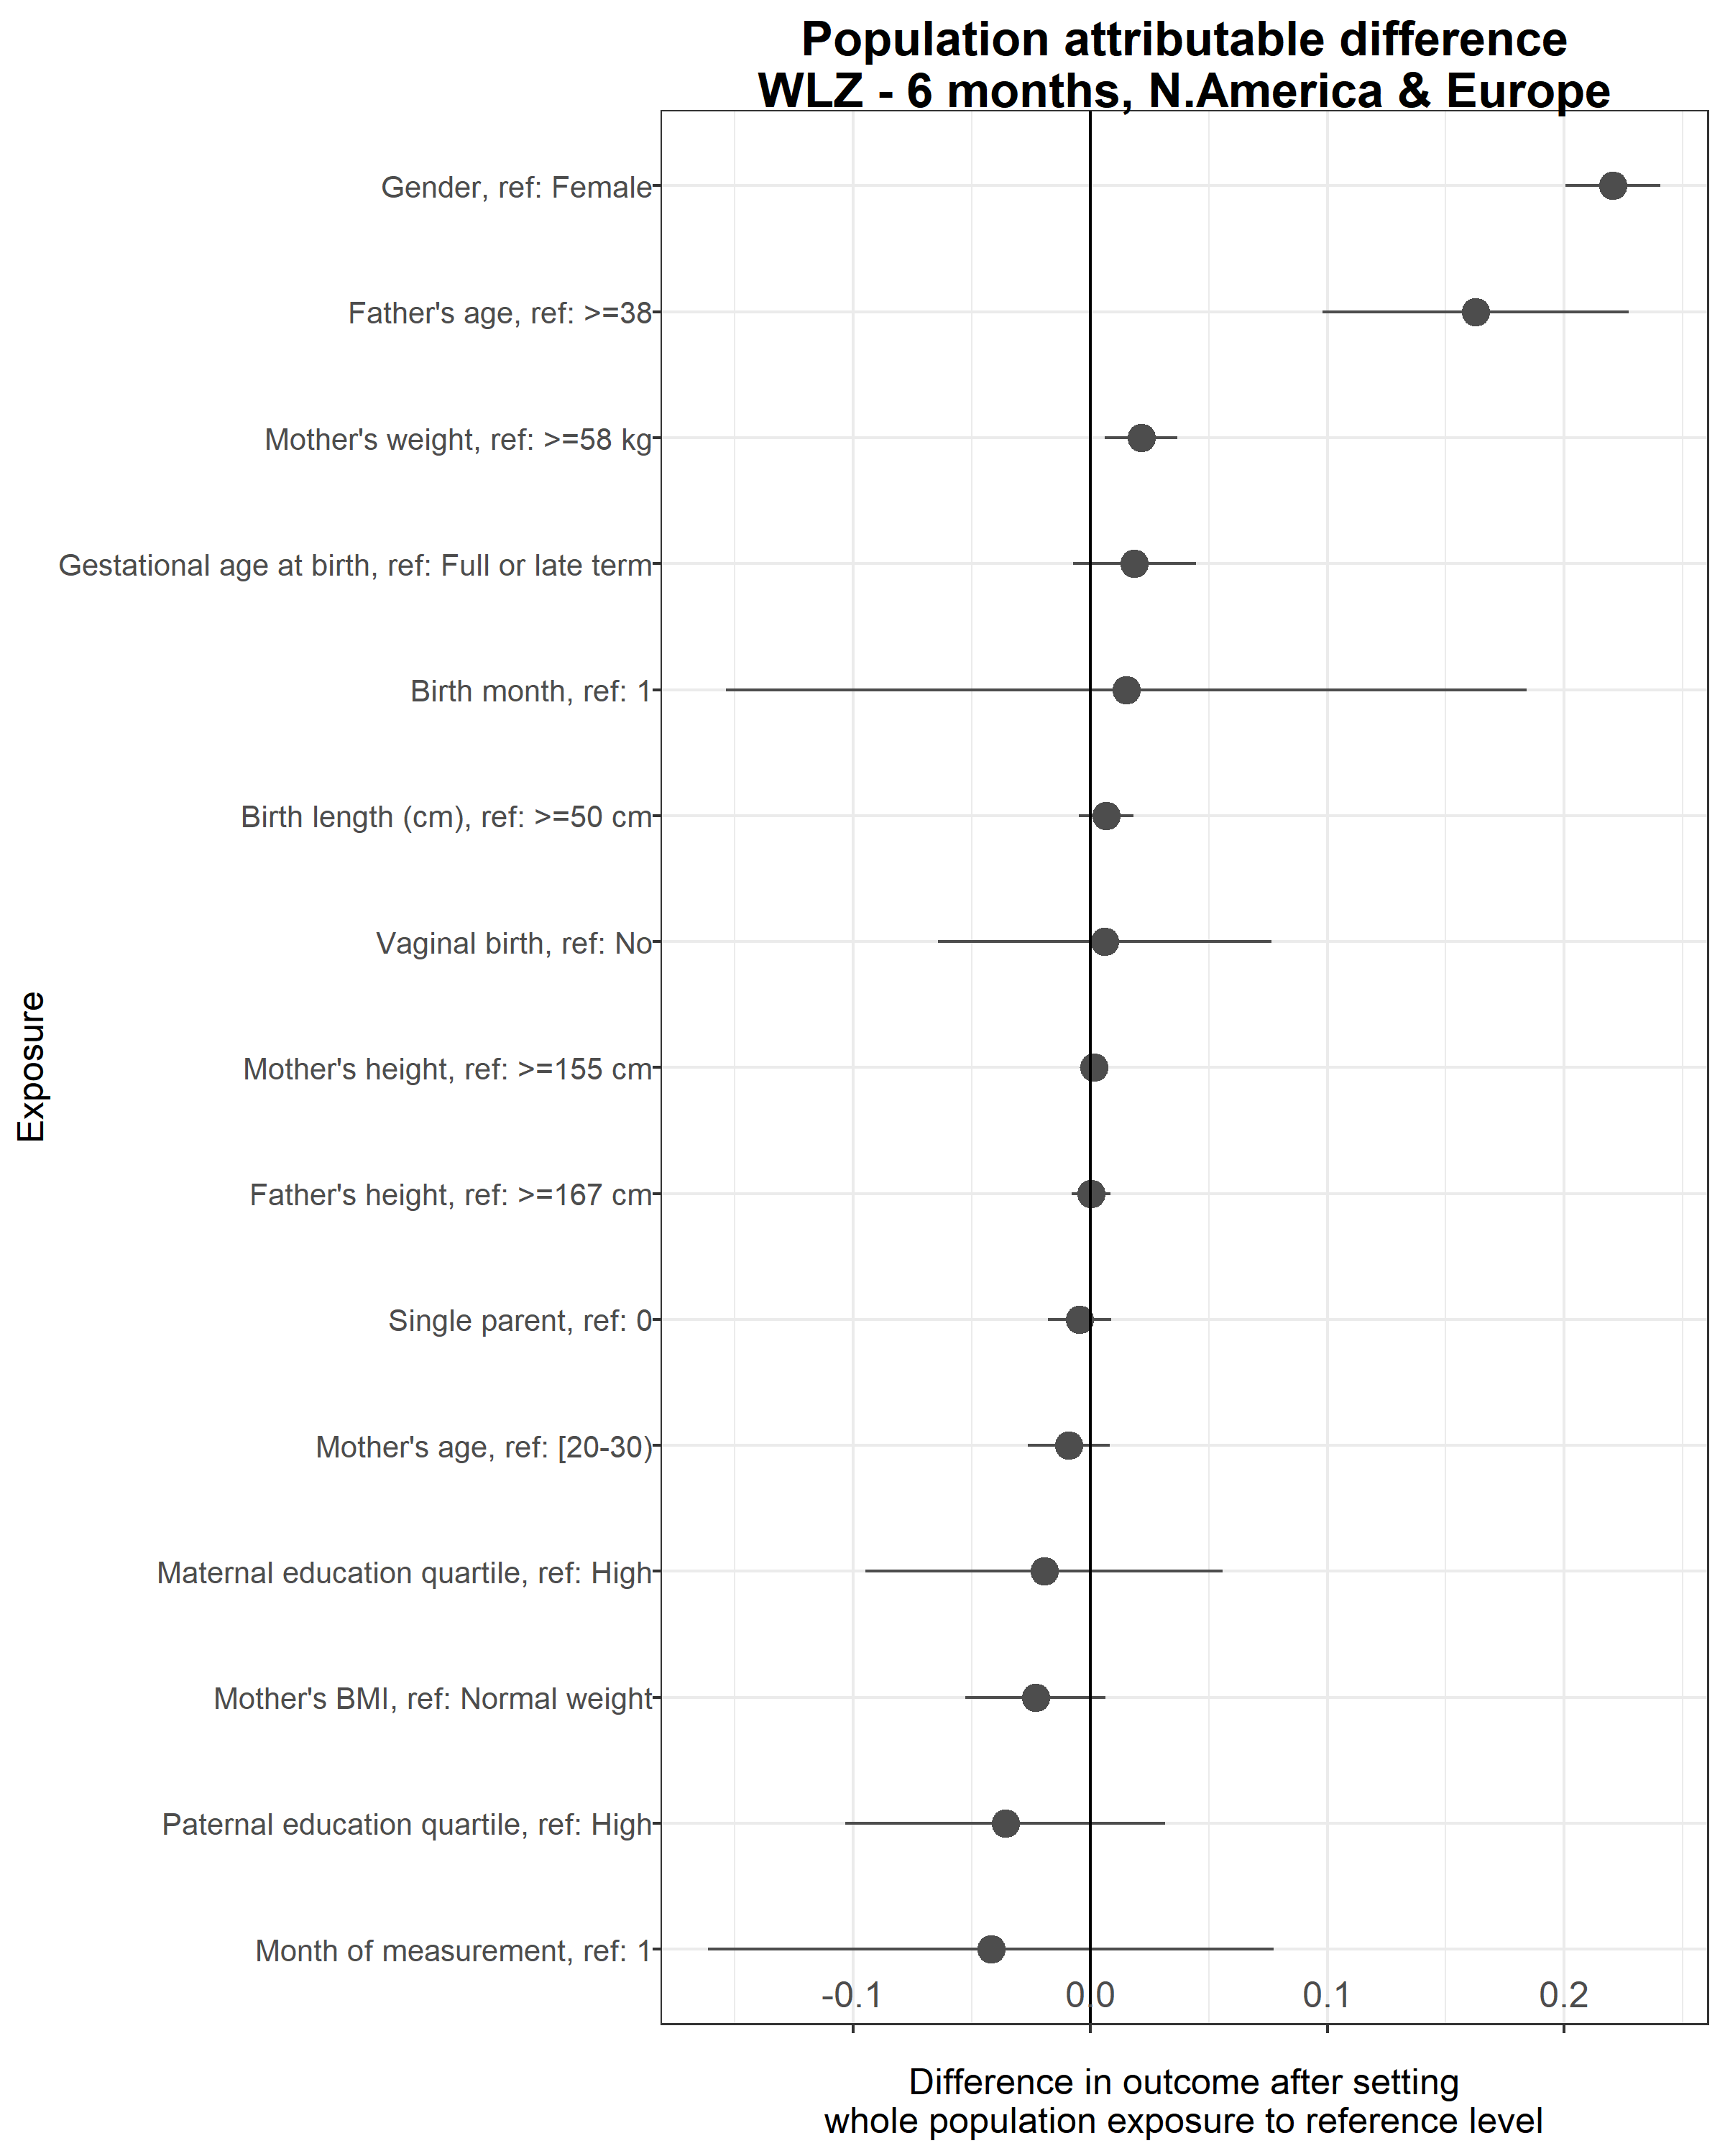 Population attributable difference
WLZ - 6 months, N.America & Europe
Gender, ref: Female
Father's age, ref: >=38
Mother's weight, ref: >=58 kg
Gestational age at birth, ref: Full or late term
Birth month, ref: 1
Birth length (cm), ref: >=50 cm
Vaginal birth, ref: No
Mother's height, ref: >=155 cm
Father's height, ref: >=167 cm
Single parent, ref: 0
Mother's age, ref: [20-30)
Maternal education quartile, ref: High
Mother's BMI, ref: Normal weight
Paternal education quartile, ref: High
Month of measurement, ref: 1
Exposure
-0.1 0.0 0.1 0.2
Difference in outcome after setting
whole population exposure to reference level